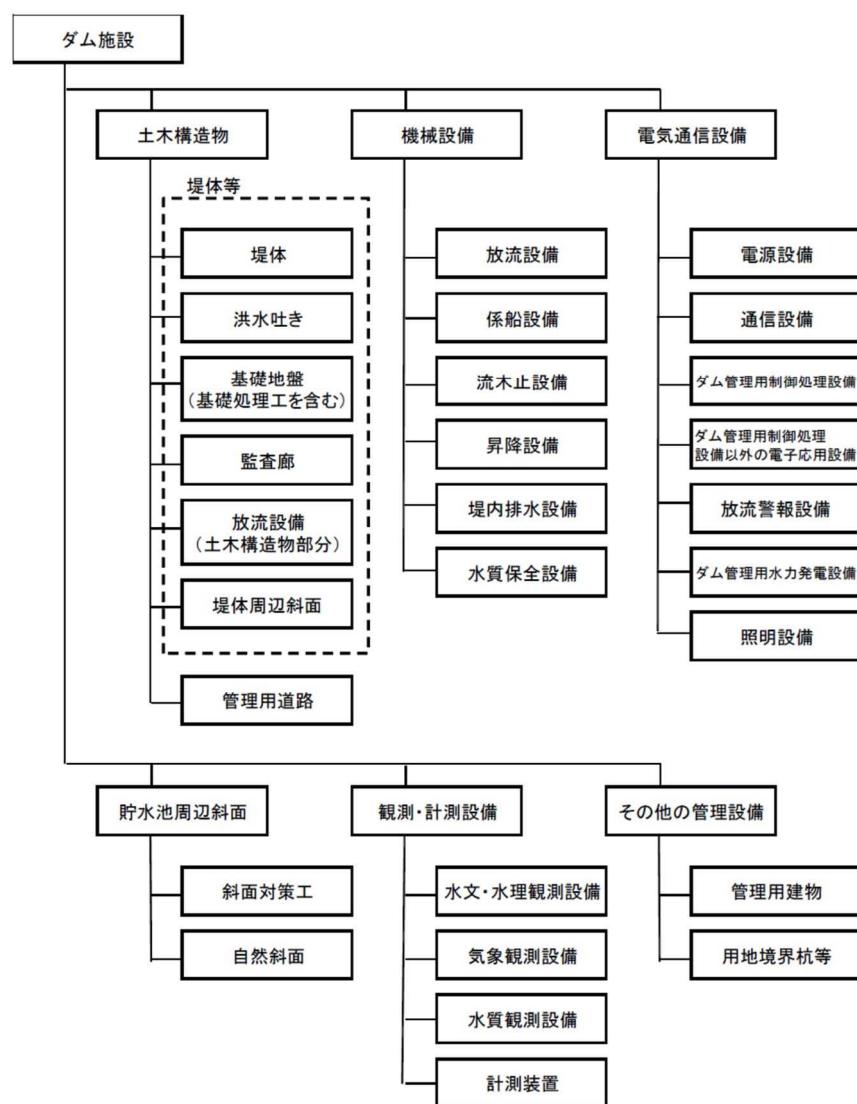 ダム施設
土木構造物
堤体等
堤体
洪水吐き
基礎地盤
（基礎処理工を含む）
監査廊
放流設備
（土木構造物部分）
堤体周辺斜面
管理用道路
機械設備
放流設備
係船設備
流木止設備
昇降設備
堤内排水設備
水質保全設備
電気通信設備
電源設備
通信設備
ダム管理用制御処理設備
ダム管理用制御処理
設備以外の電子応用設備
放流警報設備
ダム管理用水力発電設備
照明設備
貯水池周辺斜面
斜面対策工
自然斜面
観測・計測設備
水文・水理観測設備
気象観測設備
水質観測設備
計測装置
その他の管理設備
管理用建物
用地境界杭等